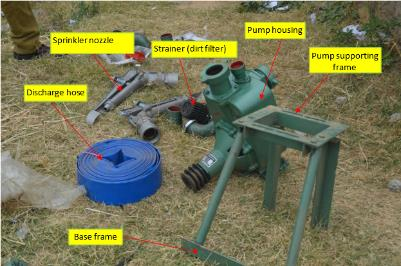 Sprinkler nozzle
Strainer (dirt filter)
Pump housing
Pump supporting
frame
Discharge hose
Base frame